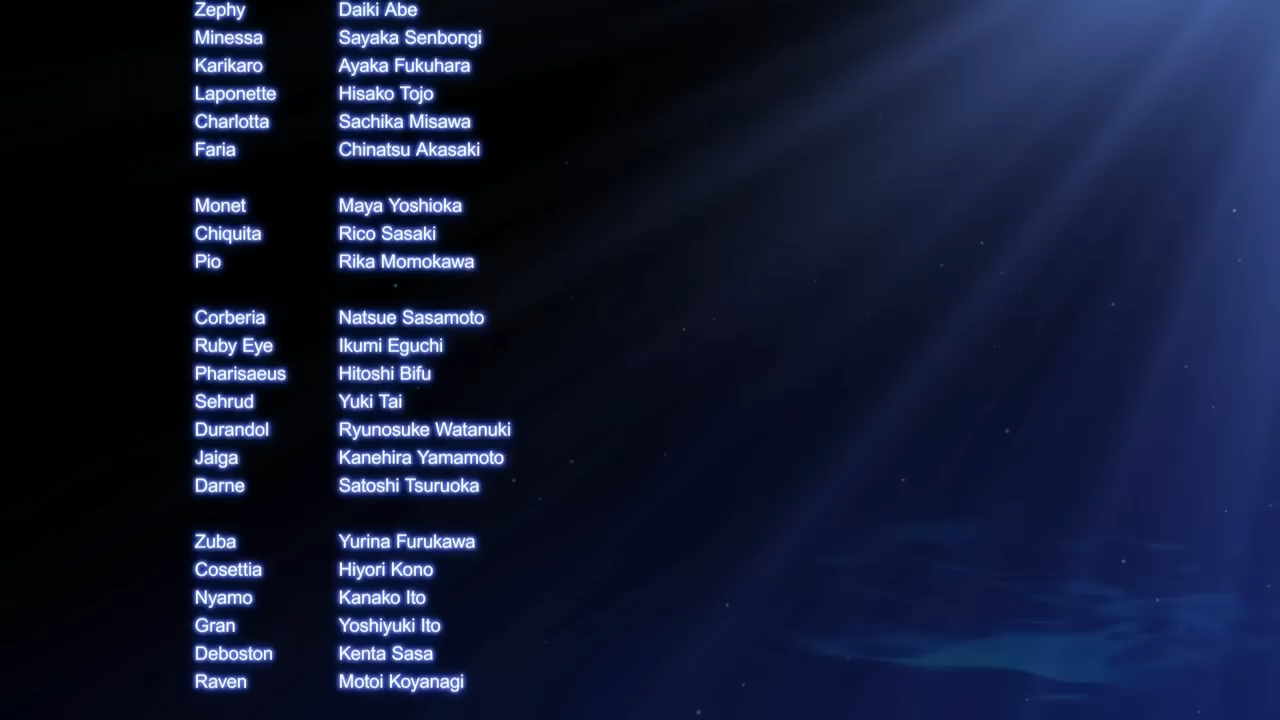 Zephy Daiki Abe
Minessa Sayaka Senbongi
Karikaro Ayaka Fukuhara
Laponette Hisako Tojo
Charlotta Sachika Misawa
Faria Chinatsu Akasaki
Monet Maya Yoshioka
Chiquita Rico Sasaki
Pio Rika Momokawa
Corberia Natsue Sasamoto
Ruby Eye Ikumi Eguchi
Pharisaeus Hitoshi Bifu
Sehrud Yuki Tai
Durandol Ryunosuke Watanuki
Jaiga Kanehira Yamamoto
Darne Satoshi Tsuruoka
Zuba Yurina Furukawa
Cosettia Hiyori Kono
Nyamo Kanako Ito
Gran Yoshiyuki Ito
Deboston Kenta Sasa
Raven Motoi Koyanagi